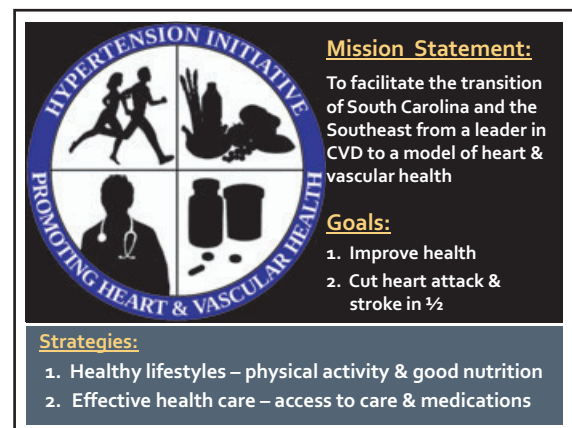 HYPERTENSION INITIATIVE
PROMOTING HEART & VASCULAR HEALTH
Mission Statement:
To facilitate the transition
of South Carolina and the
Southeast from a leader in
CVD to a model of heart &
vascular health
Goals:
1. Improve health
2. Cut heart attack &
stroke in ½
Strategies:
1. Healthy lifestyles – physical activity & good nutrition
2. Effective health care – access to care & medications